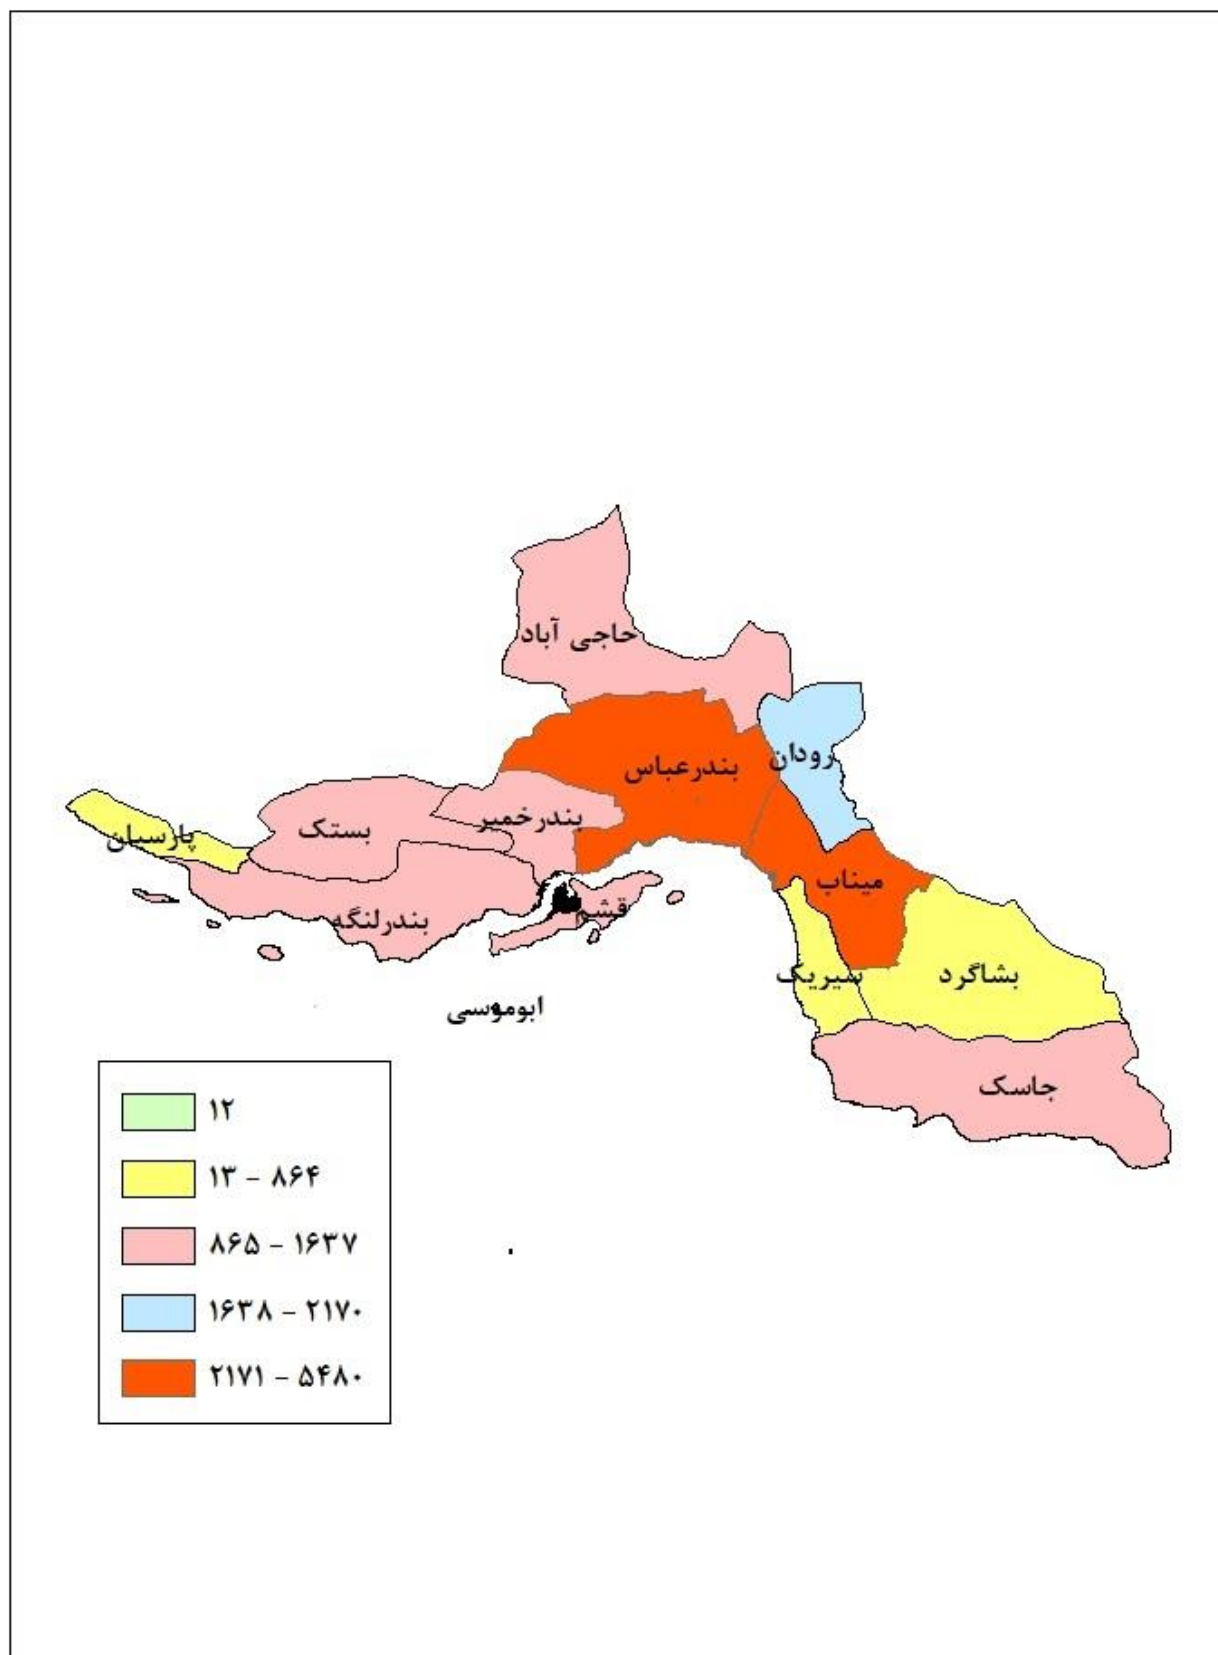 حاجی آباد
رودان
بندرعباس
بندرخمیر
بستک
پارسیان
میناب
قشم
بندرلنگه
سیریک
بشاگرد
ابوموسی
جاسک
۱۲
۱۳ - ۸۶۴
۸۶۵ - ۱۶۳۷
۱۶۳۸ - ۲۱۷۰
۲۱۷۱ - ۵۴۸۰